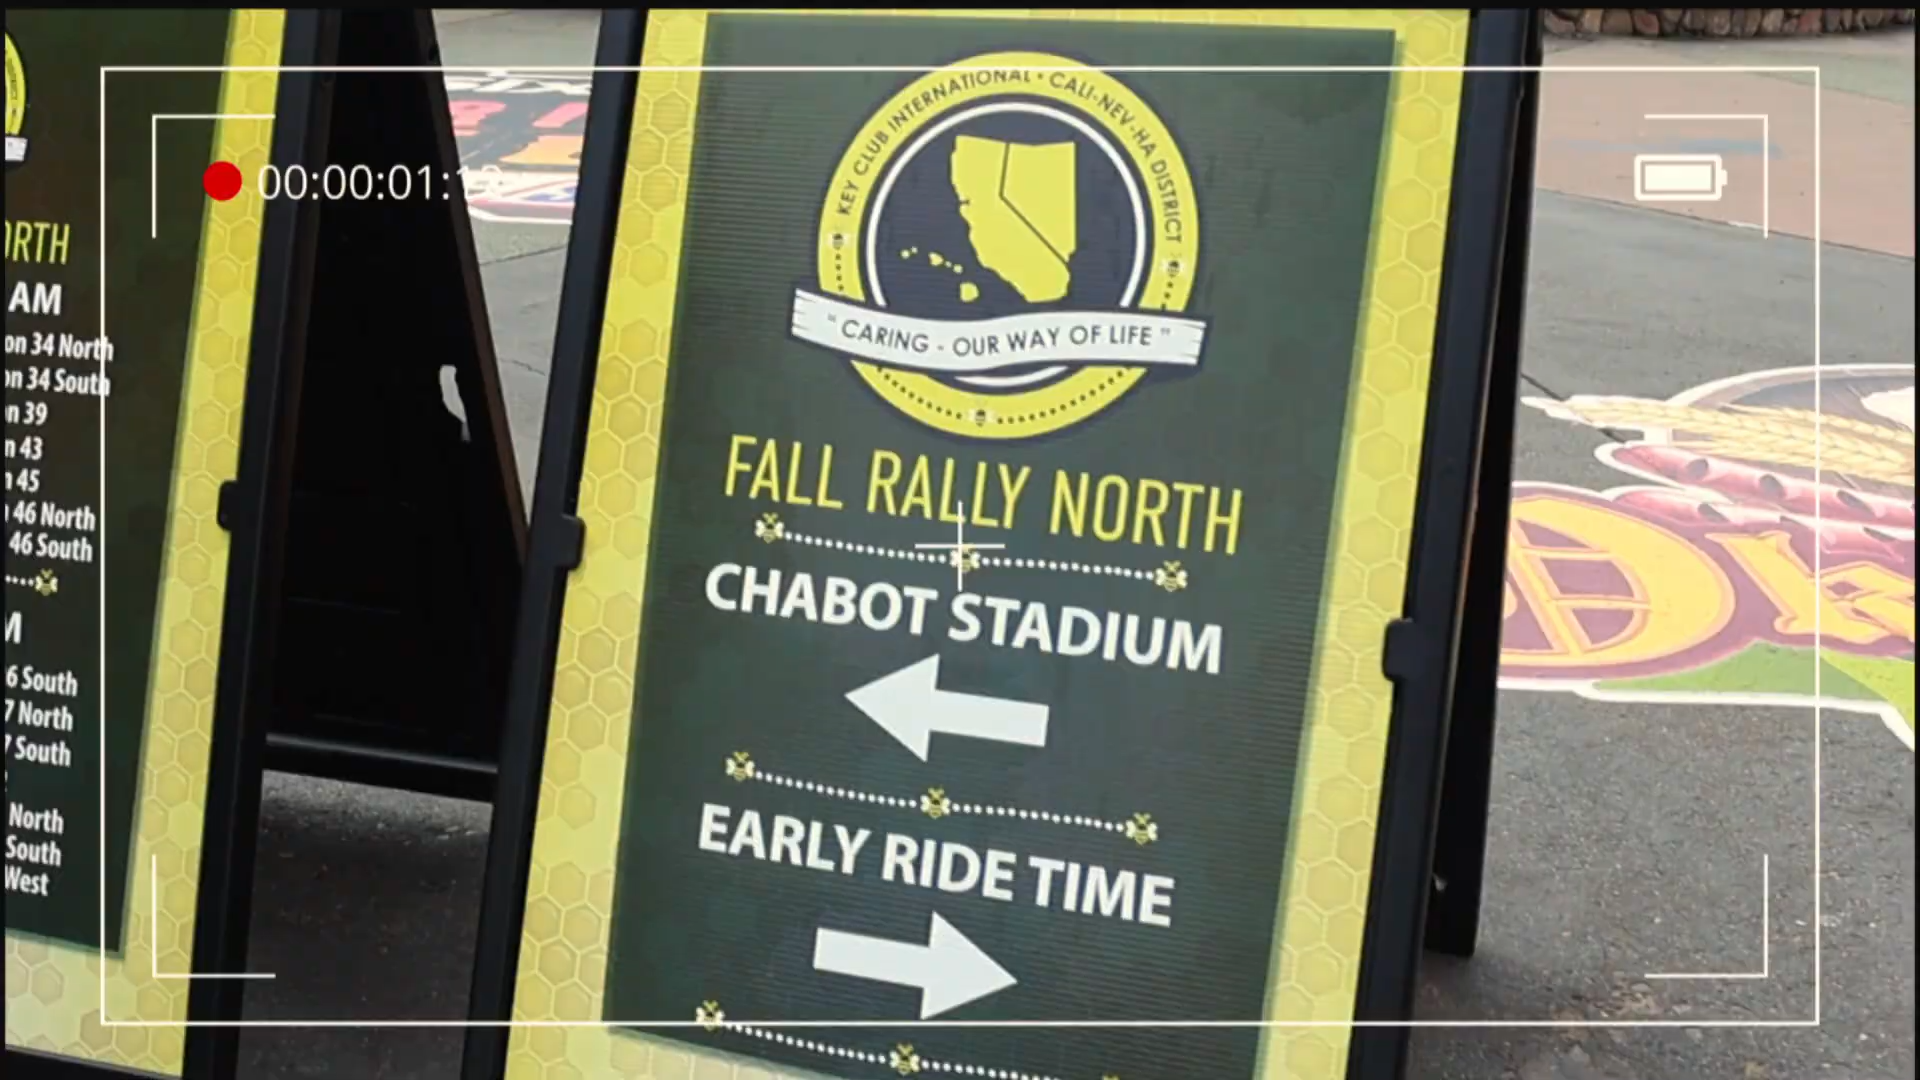 ORTH
AM
on 34 North
on 34 South
n 39
n 43
n 45
46 North
46 South
M
6 South
7 North
7 South
North
South
West
00:00:01:12
KEY CLUB INTERNATIONAL • CALI-NEV-HA DISTRICT
"CARING - OUR WAY OF LIFE"
FALL RALLY NORTH
CHABOT STADIUM
EARLY RIDE TIME